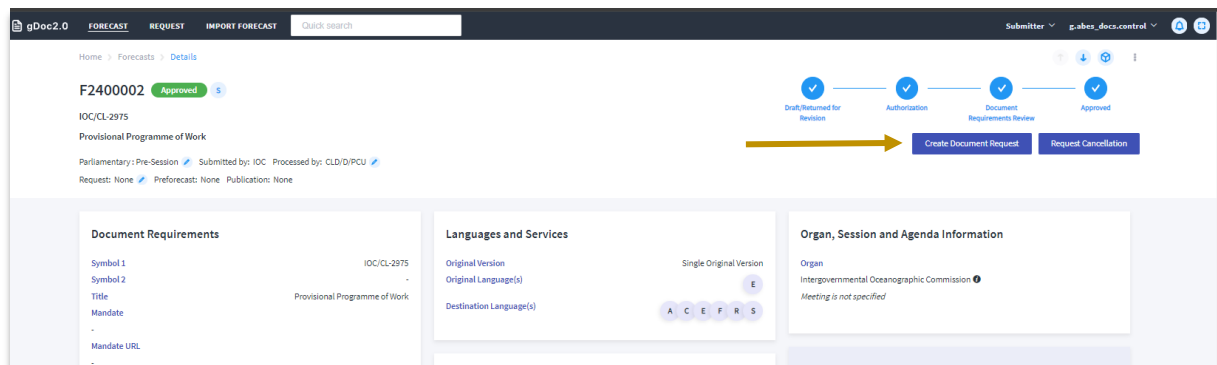 gDoc2.0 FORECAST REQUEST IMPORT FORECAST Quick search Submitter g.abes_docs.control
Home > Forecasts > Details
F2400002 Approved S
IOC/CL-2975
Provisional Programme of Work
Parliamentary: Pre-Session Submitted by: IOC Processed by: CLD/D/PCU
Request: None Preforecast: None Publication: None
Draft/Returned for Revision
Authorization
Document Requirements Review
Approved
Create Document Request Request Cancellation
Document Requirements
Symbol 1 IOC/CL-2975
Symbol 2 -
Title Provisional Programme of Work
Mandate
-
Mandate URL
-
Languages and Services
Original Version Single Original Version
Original Language(s) E
Destination Language(s) A C E F R S
Organ, Session and Agenda Information
Organ
Intergovernmental Oceanographic Commission
Meeting is not specified